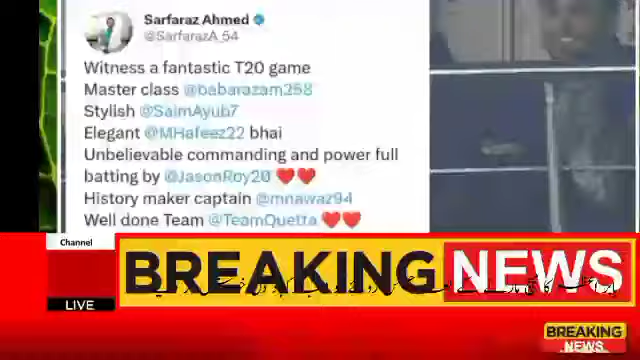 Sarfaraz Ahmed
@SarfarazA_54
Witness a fantastic T20 game
Master class @babarazam258
Stylish @SaimAyub7
Elegant @MHafeez22 bhai
Unbelievable commanding and power full
batting by @JasonRoy20 ❤️❤️
History maker captain @mnawaz94
Well done Team @TeamQuetta ❤️❤️
Channel
BREAKING NEWS
LIVE
BREAKING
NEWS